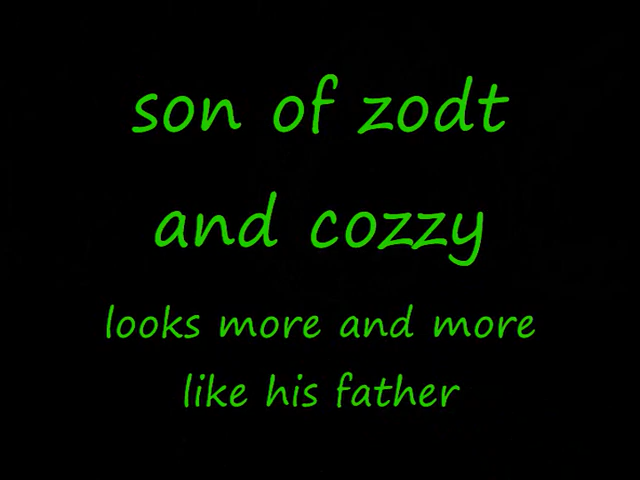 son of zodt
and cozzy
looks more and more
like his father